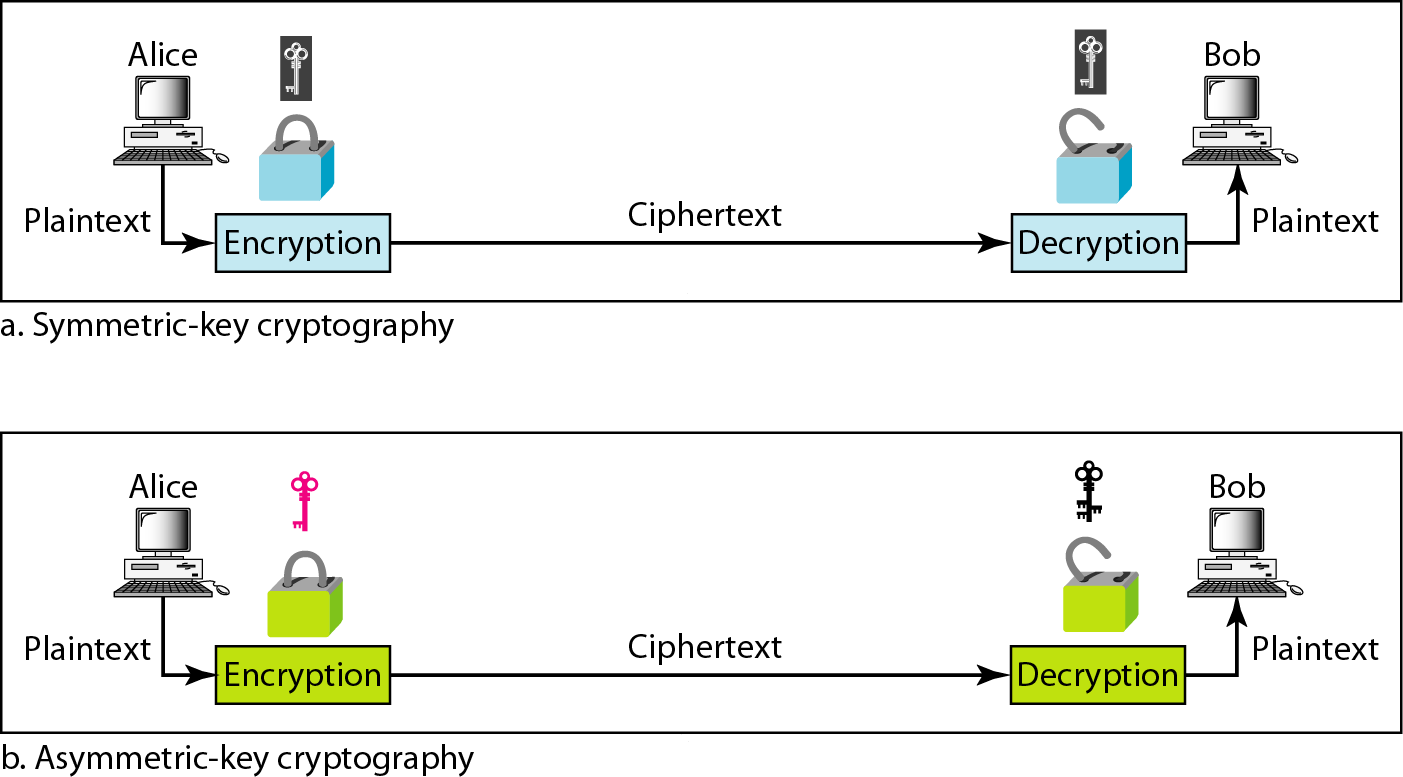 Alice
Bob
Plaintext
Encryption
Ciphertext
Decryption
Plaintext
a. Symmetric-key cryptography
Alice
Bob
Plaintext
Encryption
Ciphertext
Decryption
Plaintext
b. Asymmetric-key cryptography